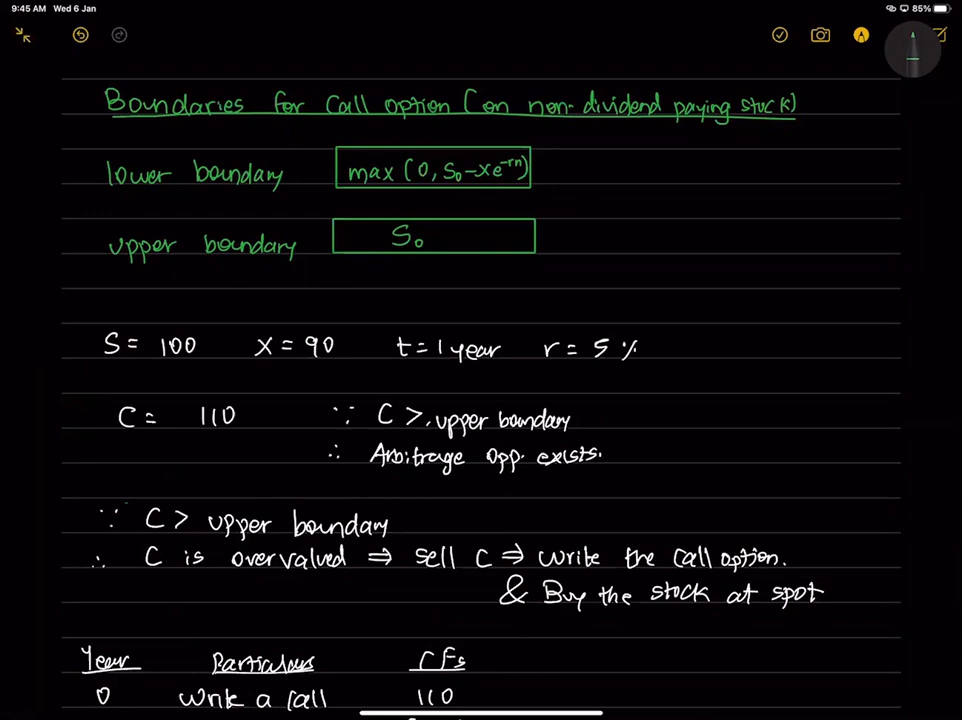 9:45 AM Wed 6 Jan 85%
Boundaries for Call option (on non-dividend paying stock)
lower boundary max (0, S₀-xe⁻ʳⁿ)
upper boundary S₀
S = 100 X = 90 t = 1 year r = 5 %
C = 110 ∵ C > upper boundary
∴ Arbitrage opp. exists.
∵ C > upper boundary
∴ C is overvalued ⇒ sell C ⇒ write the call option.
& Buy the stock at spot
Year Particulars CFs
0 Write a call 110